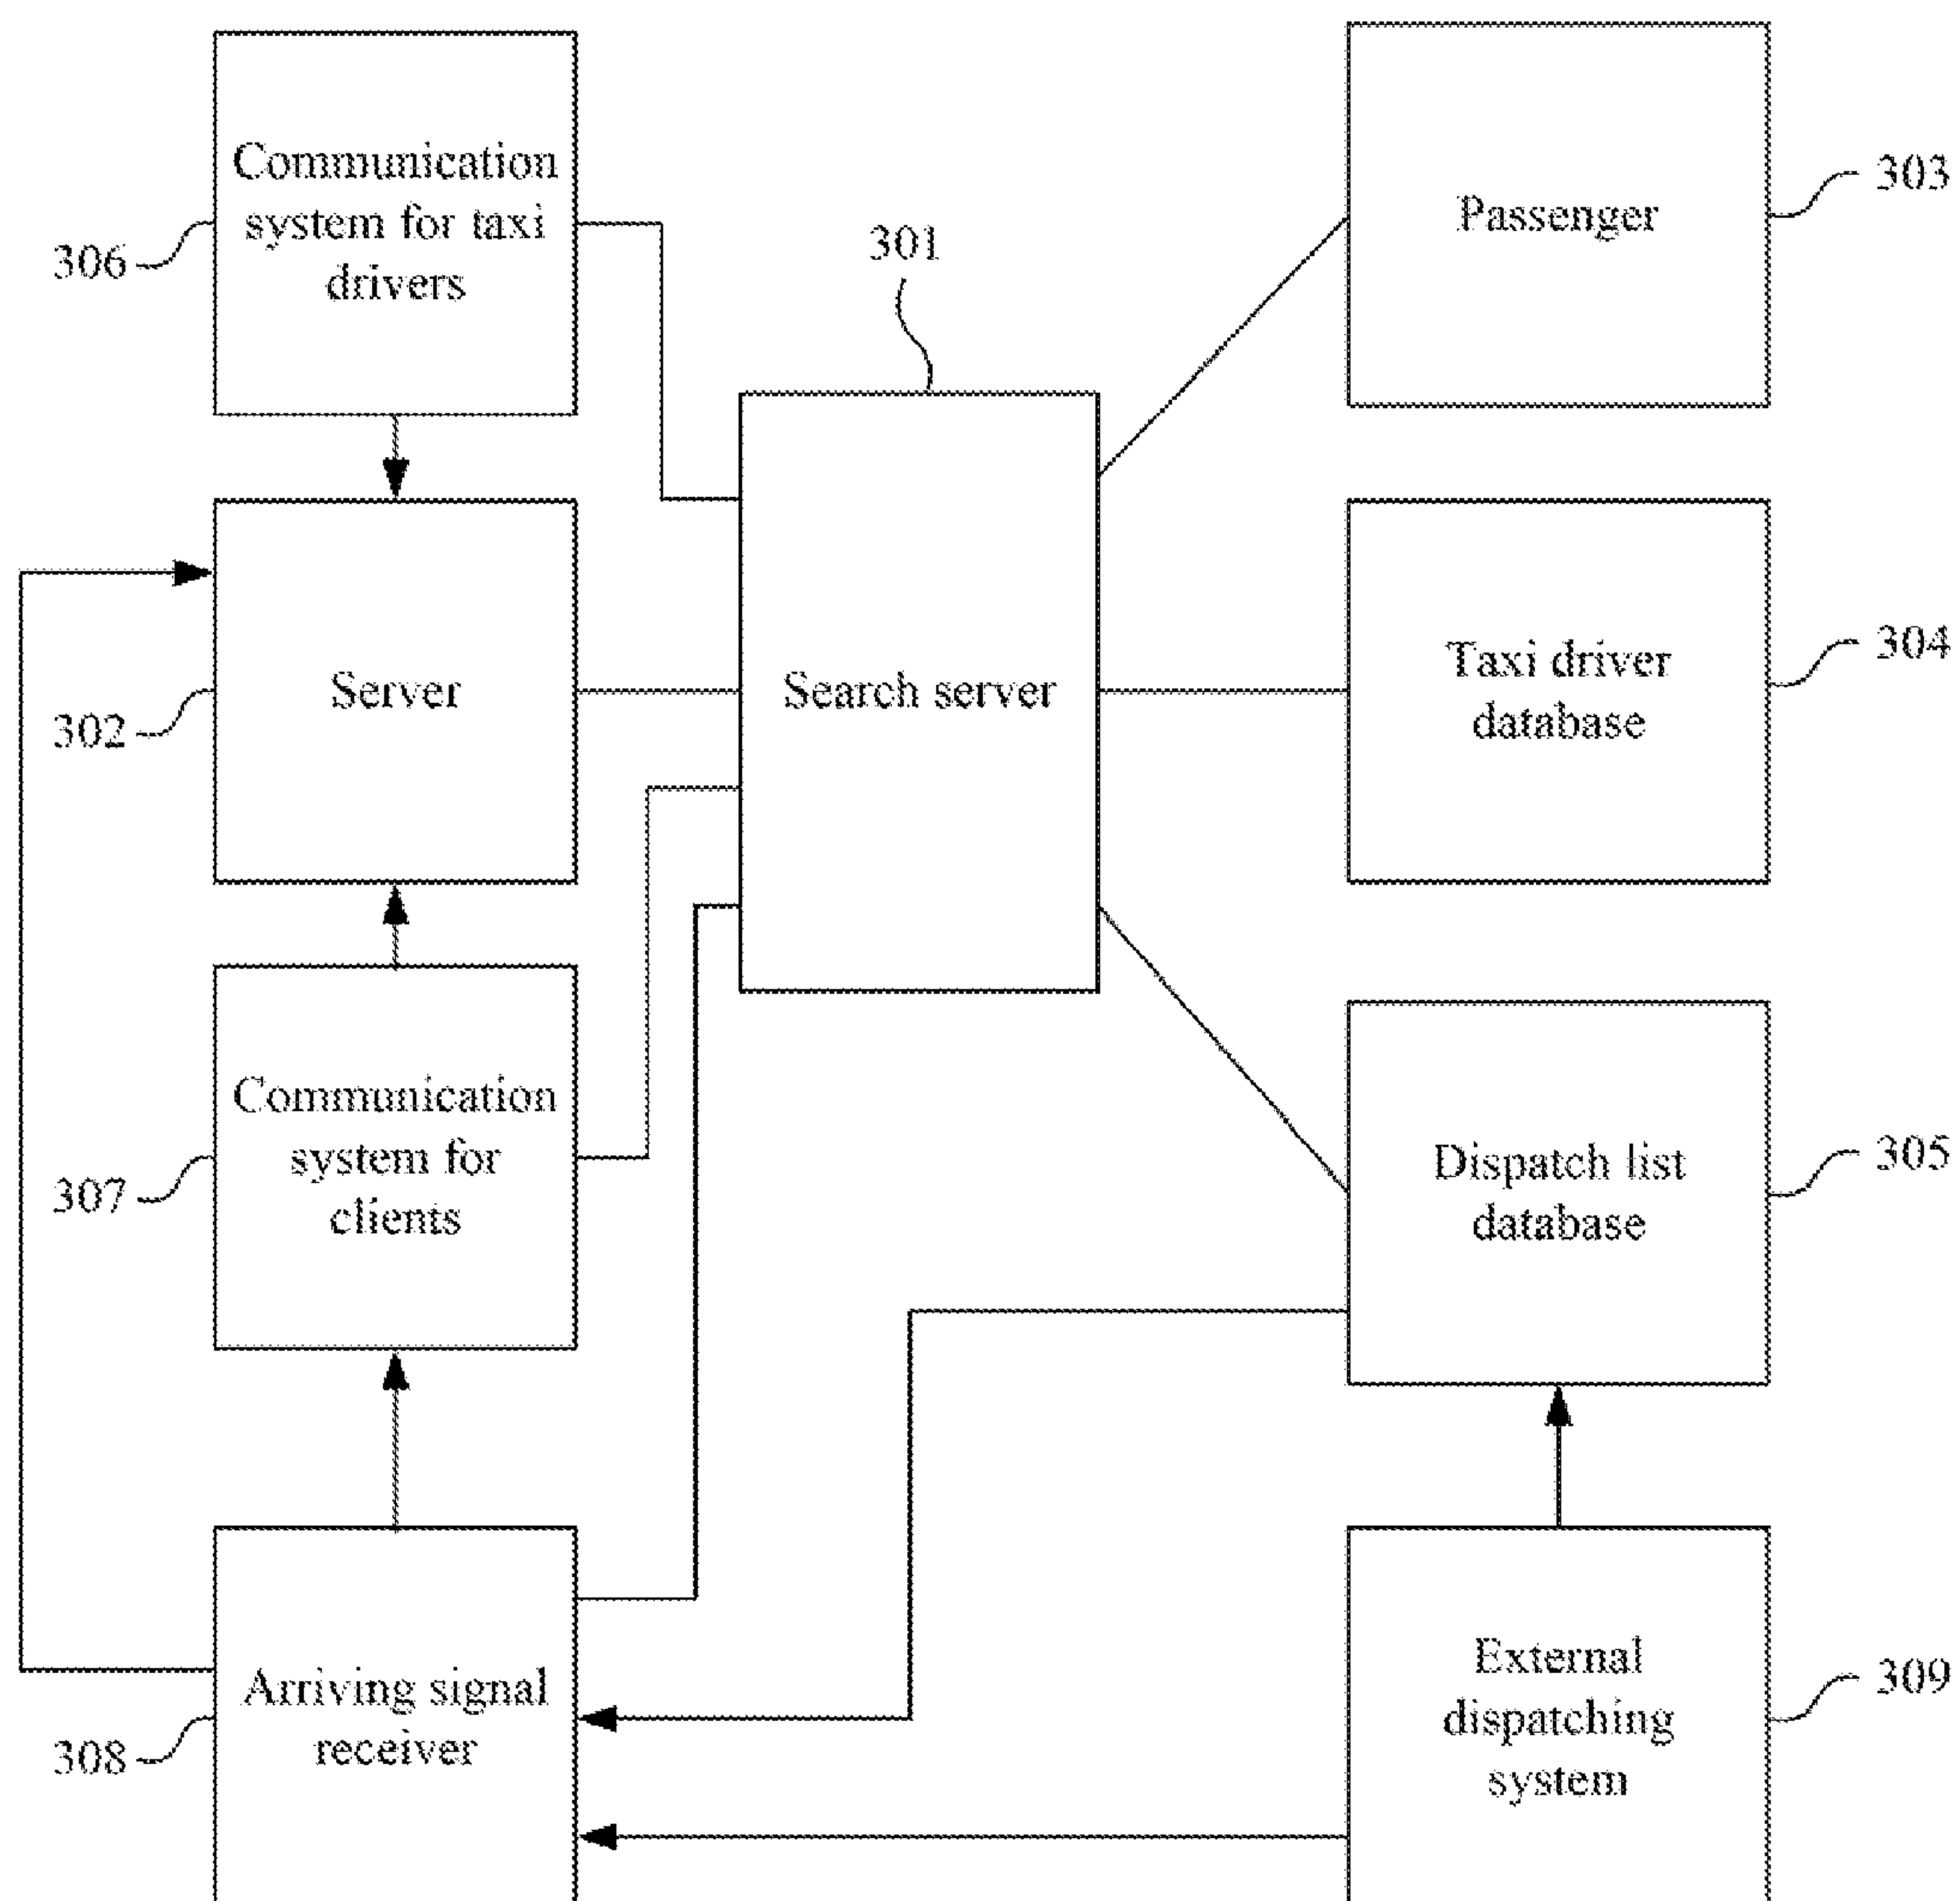 Communication
system for taxi
drivers
306
301
Passenger
303
Server
302
Search server
Taxi driver
database
304
Communication
system for
clients
307
Dispatch list
database
305
Arriving signal
receiver
308
External
dispatching
system
309